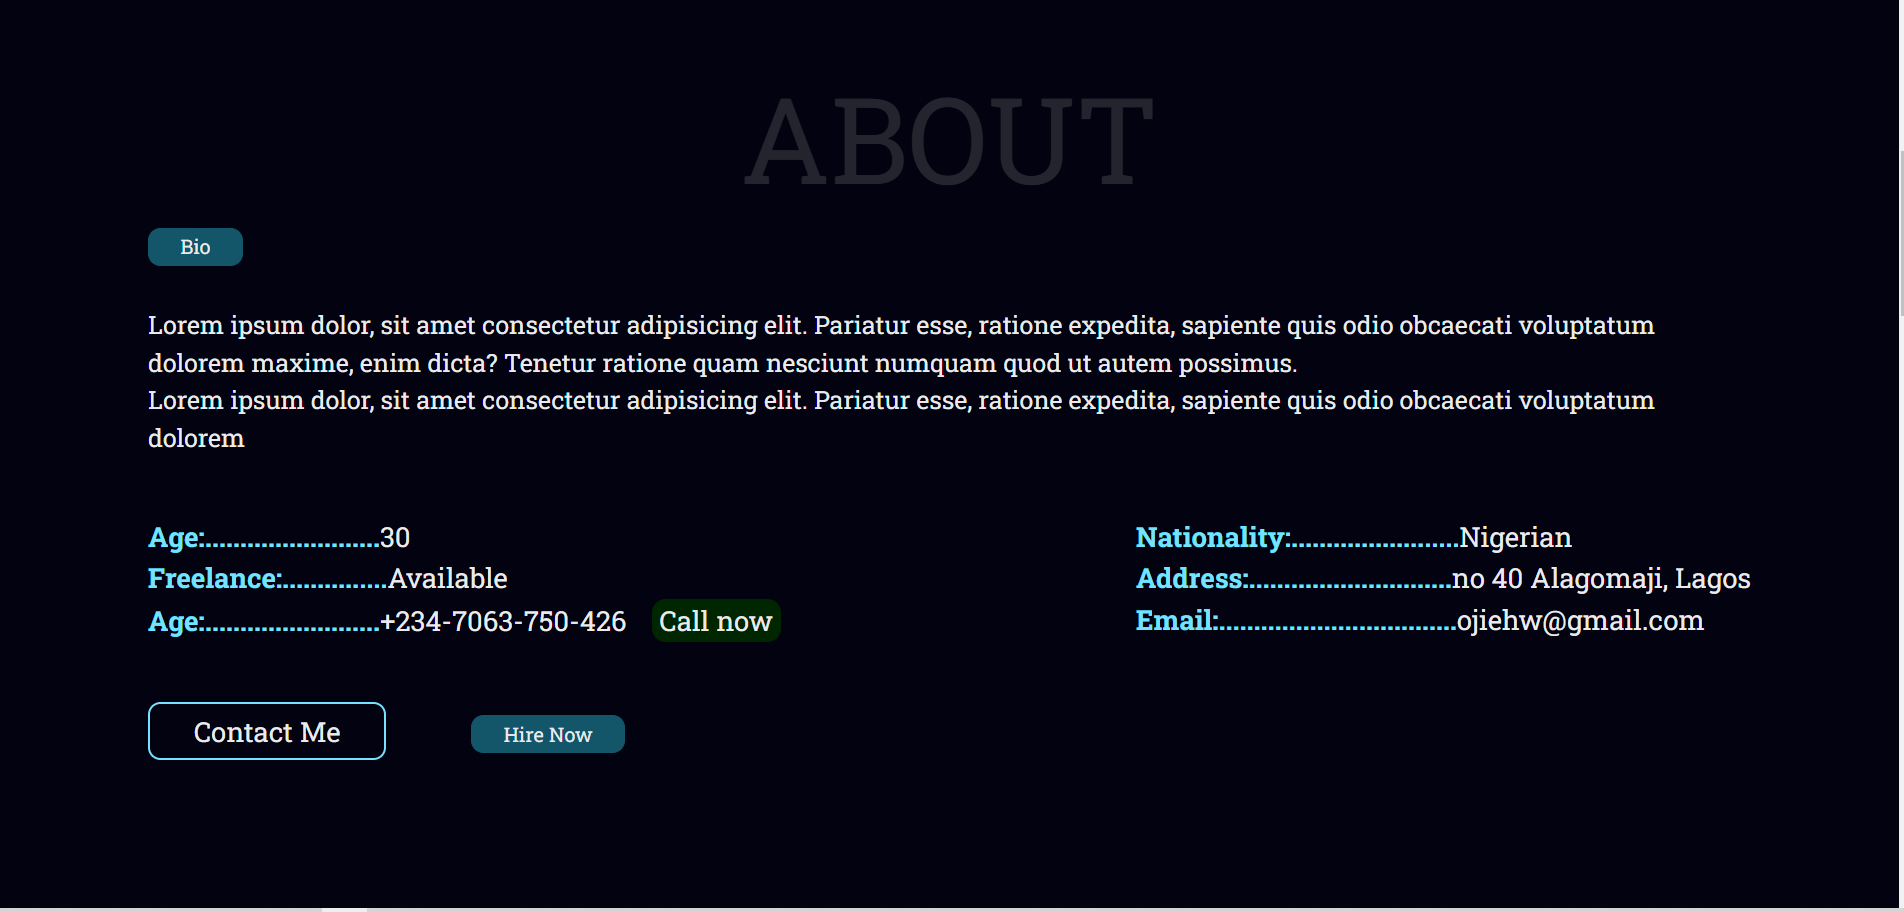 ABOUT
Bio
Lorem ipsum dolor, sit amet consectetur adipisicing elit. Pariatur esse, ratione expedita, sapiente quis odio obcaecati voluptatum
dolorem maxime, enim dicta? Tenetur ratione quam nesciunt numquam quod ut autem possimus.
Lorem ipsum dolor, sit amet consectetur adipisicing elit. Pariatur esse, ratione expedita, sapiente quis odio obcaecati voluptatum
dolorem
Age:.........................30
Freelance:...............Available
Age:.........................+234-7063-750-426 Call now
Nationality:........................Nigerian
Address:.............................no 40 Alagomaji, Lagos
Email:..................................ojiehw@gmail.com
Contact Me
Hire Now